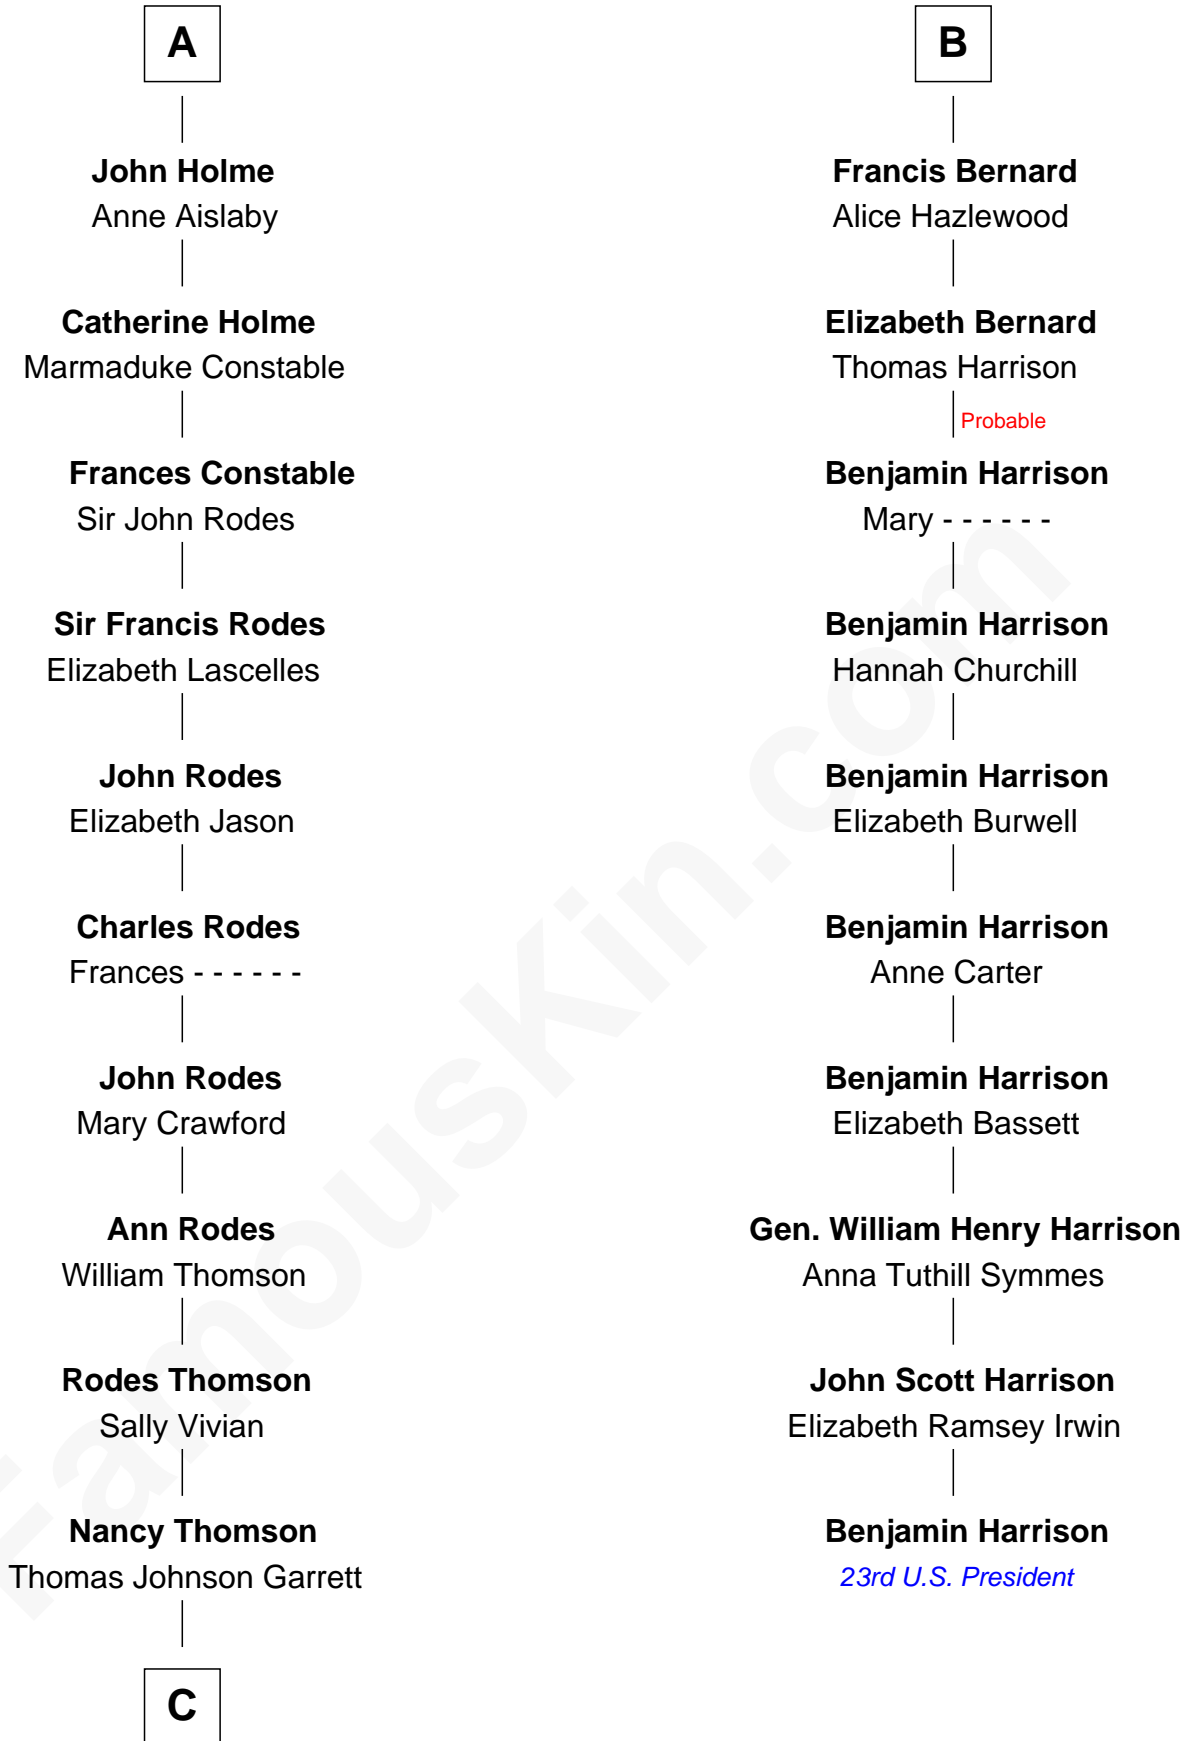 A
John Holme
Anne Aislaby
Catherine Holme
Marmaduke Constable
Frances Constable
Sir John Rodes
Sir Francis Rodes
Elizabeth Lascelles
John Rodes
Elizabeth Jason
Charles Rodes
Frances - - - - - -
John Rodes
Mary Crawford
Ann Rodes
William Thomson
Rodes Thomson
Sally Vivian
Nancy Thomson
Thomas Johnson Garrett
C
B
Francis Bernard
Alice Hazlewood
Elizabeth Bernard
Thomas Harrison
Probable
Benjamin Harrison
Mary - - - - - -
Benjamin Harrison
Hannah Churchill
Benjamin Harrison
Elizabeth Burwell
Benjamin Harrison
Anne Carter
Benjamin Harrison
Elizabeth Bassett
Gen. William Henry Harrison
Anna Tuthill Symmes
John Scott Harrison
Elizabeth Ramsey Irwin
Benjamin Harrison
23rd U.S. President
FamousKin.com